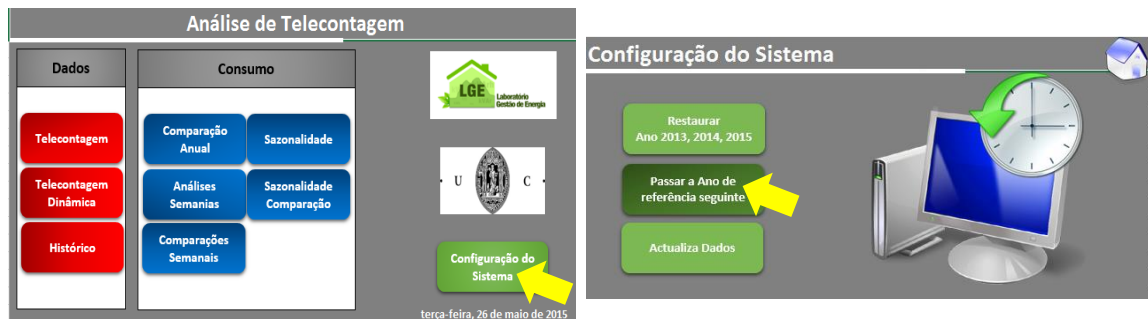 Análise de Telecontagem
Dados
Consumo
Telecontagem
Telecontagem
Dinâmica
Histórico
Comparação
Anual
Sazonalidade
Análises
Semanias
Sazonalidade
Comparação
Comparações
Semanais
LGE
Laboratório
Gestão de Energia
U C
Configuração do
Sistema
terça-feira, 26 de maio de 2015
Configuração do Sistema
Restaurar
Ano 2013, 2014, 2015
Passar a Ano de
referência seguinte
Actualiza Dados